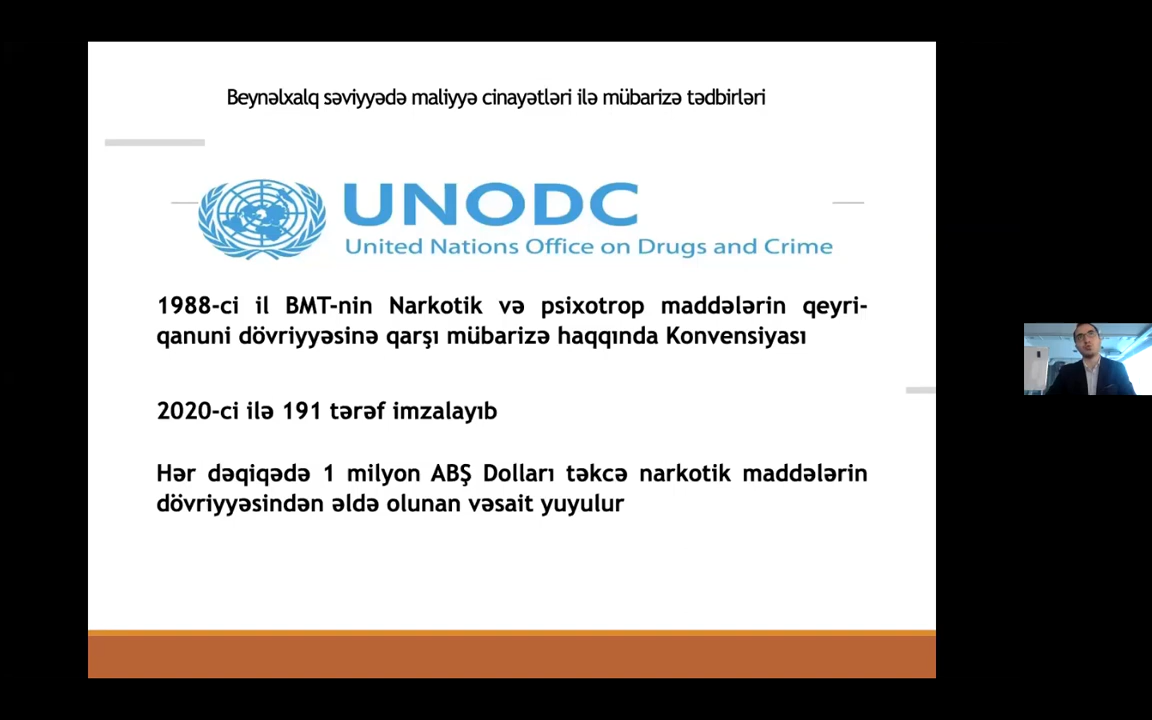 Beynəlxalq səviyyədə maliyyə cinayətləri ilə mübarizə tədbirləri
UNODC
United Nations Office on Drugs and Crime
1988-ci il BMT-nin Narkotik və psixotrop maddələrin qeyri-
qanuni dövriyyəsinə qarşı mübarizə haqqında Konvensiyası
2020-ci ilə 191 tərəf imzalayıb
Hər dəqiqədə 1 milyon ABŞ Dolları təkcə narkotik maddələrin
dövriyyəsindən əldə olunan vəsait yuyulur